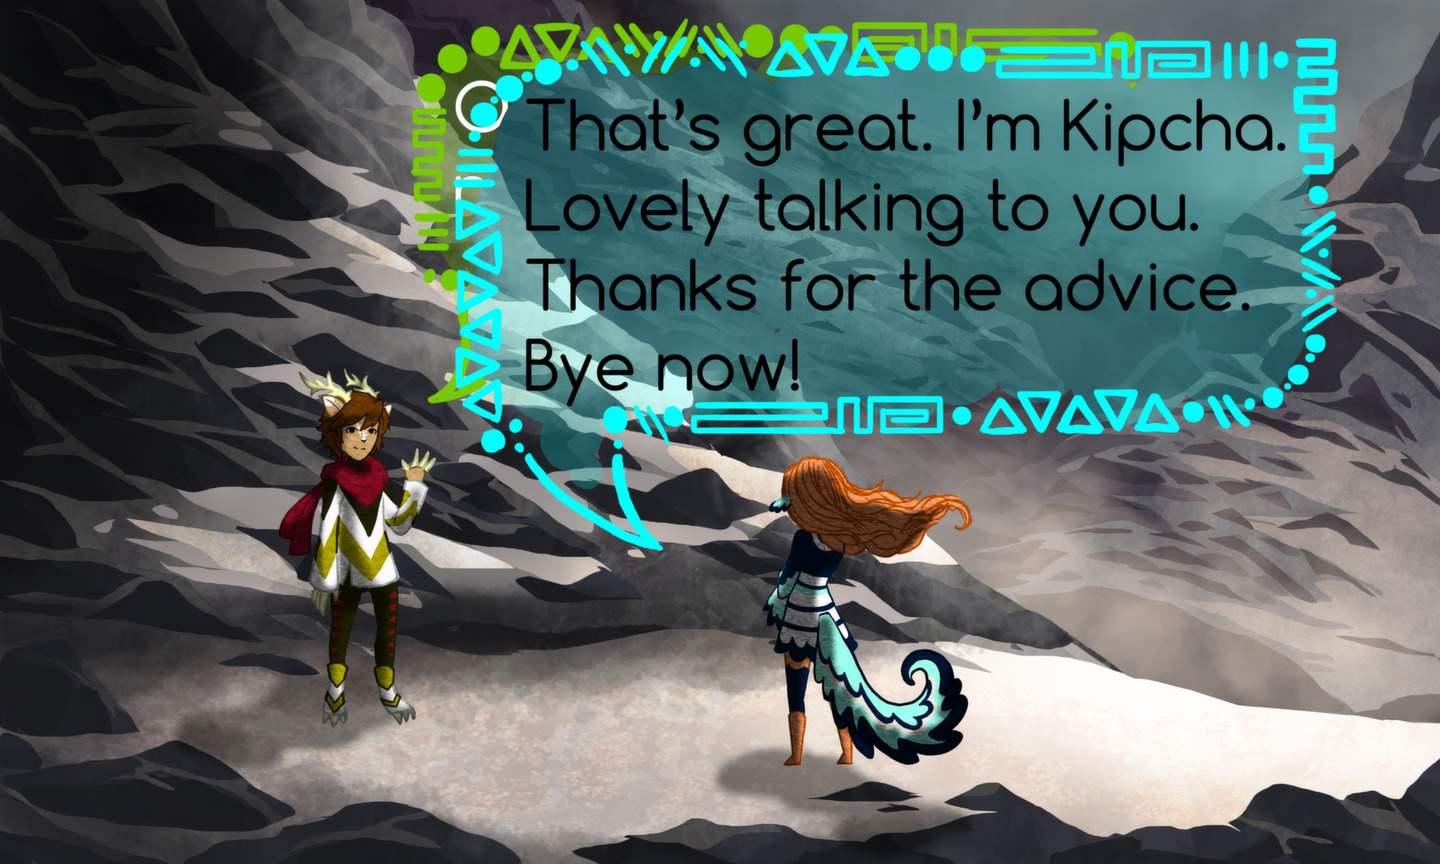 That's great. I'm Kipcha.
Lovely talking to you.
Thanks for the advice.
Bye now!